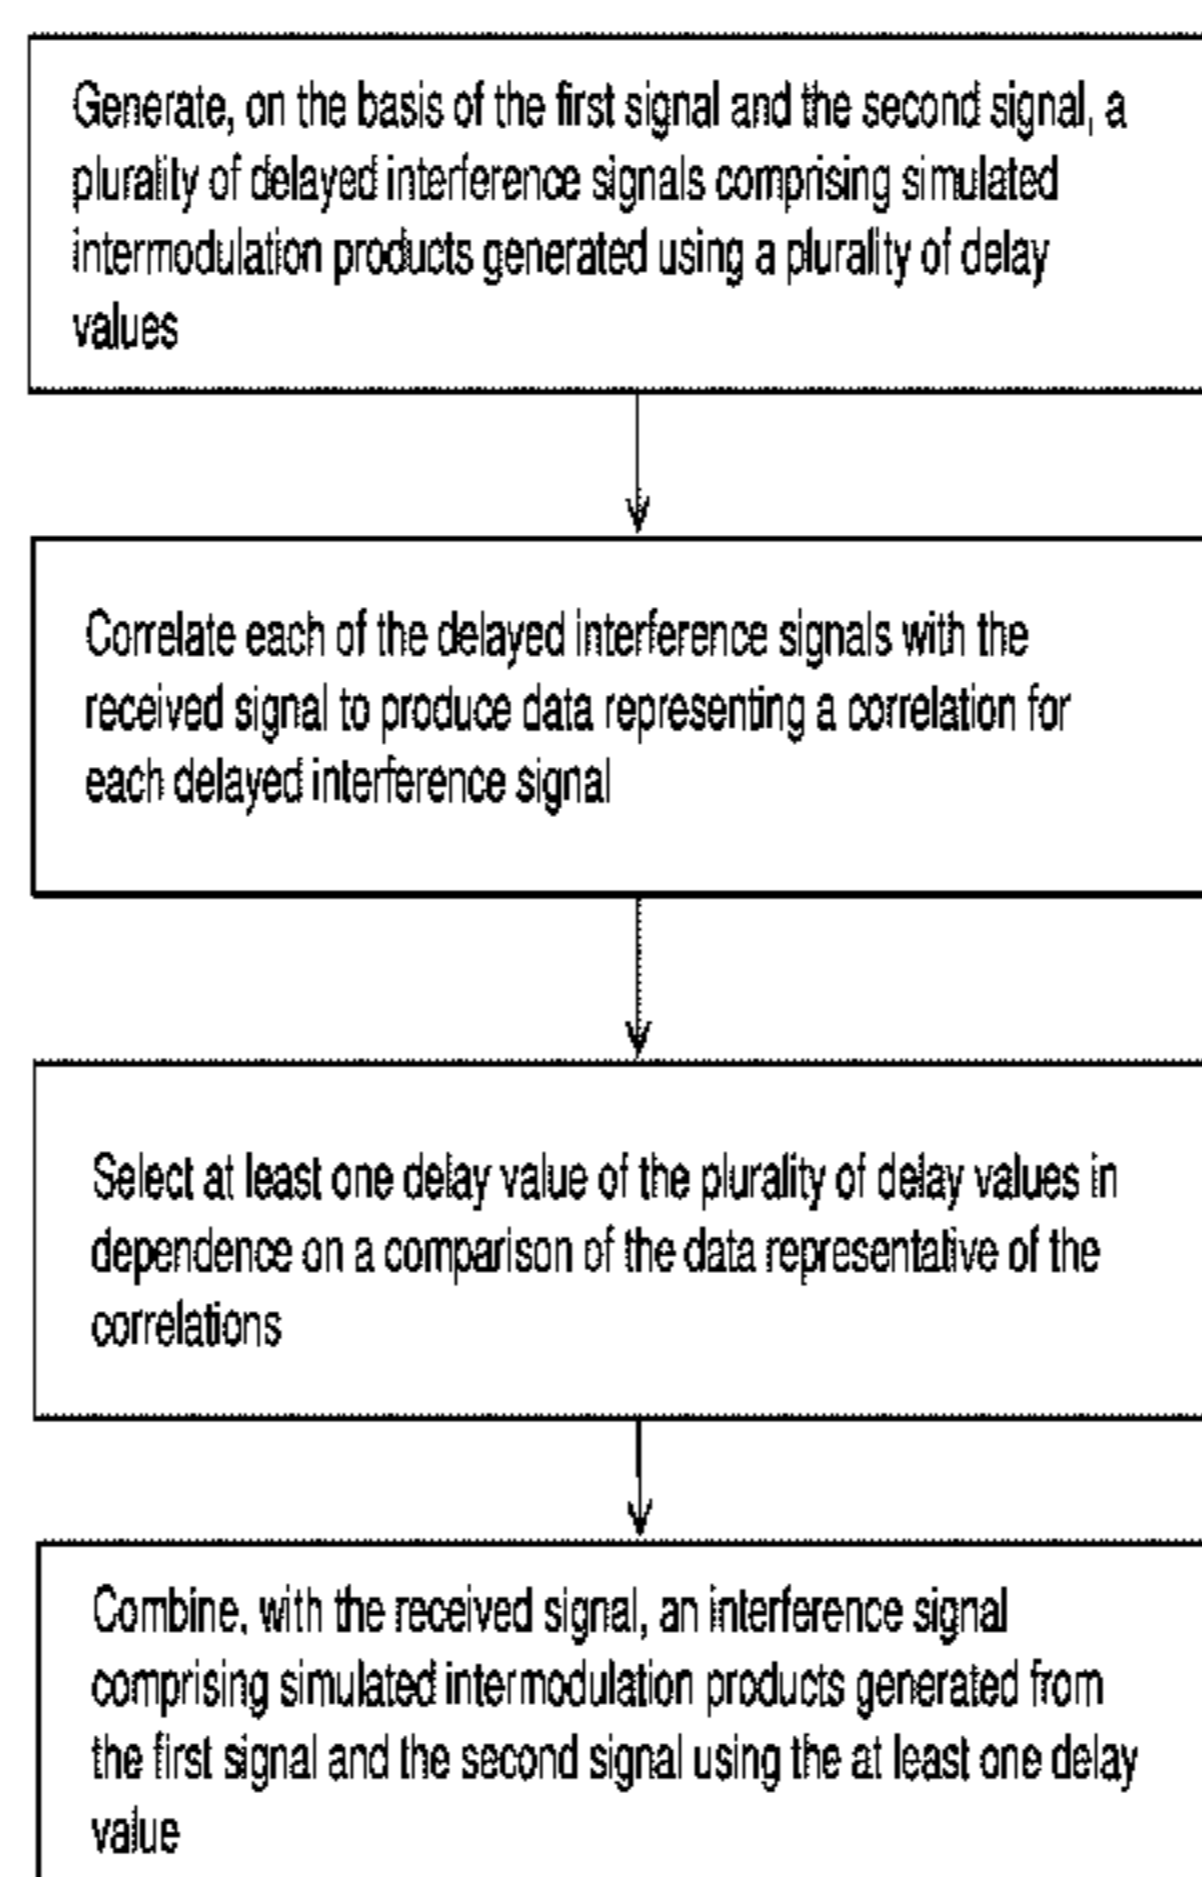 Generate, on the basis of the first signal and the second signal, a
plurality of delayed interference signals comprising simulated
intermodulation products generated using a plurality of delay
values
Correlate each of the delayed interference signals with the
received signal to produce data representing a correlation for
each delayed interference signal
Select at least one delay value of the plurality of delay values in
dependence on a comparison of the data representative of the
correlations
Combine, with the received signal, an interference signal
comprising simulated intermodulation products generated from
the first signal and the second signal using the at least one delay
value